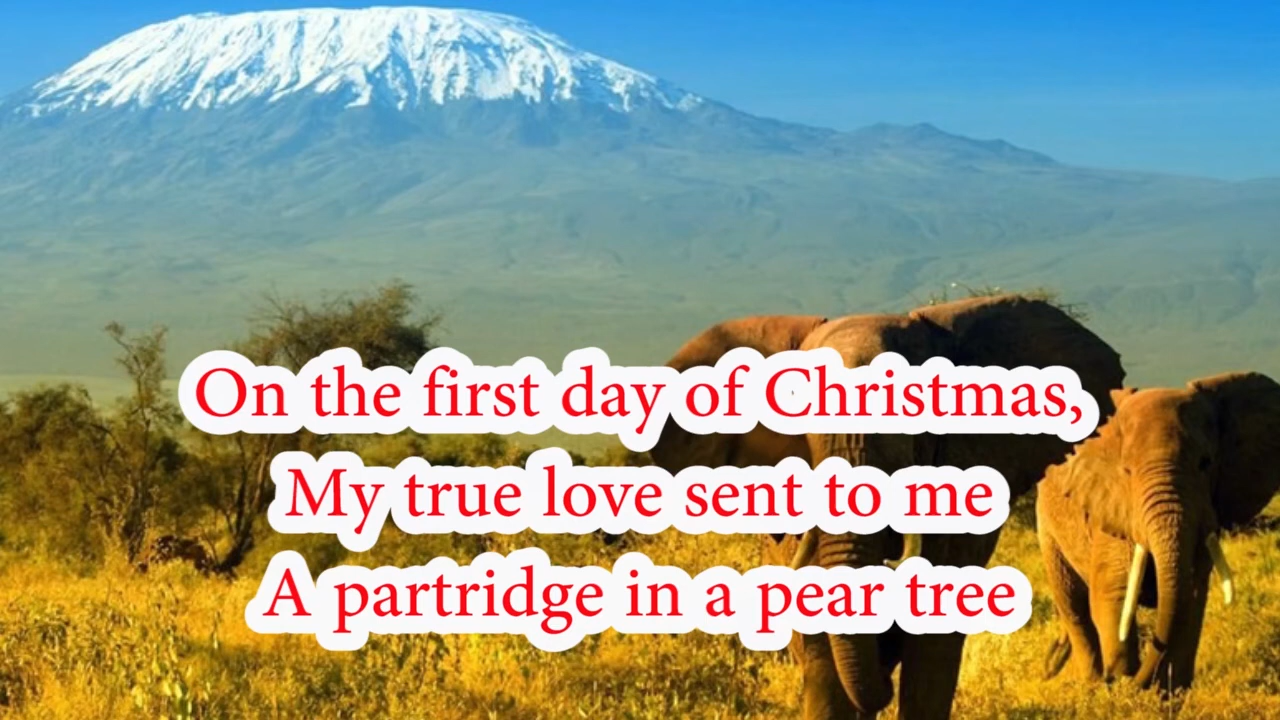 On the first day of Christmas,
My true love sent to me
A partridge in a pear tree